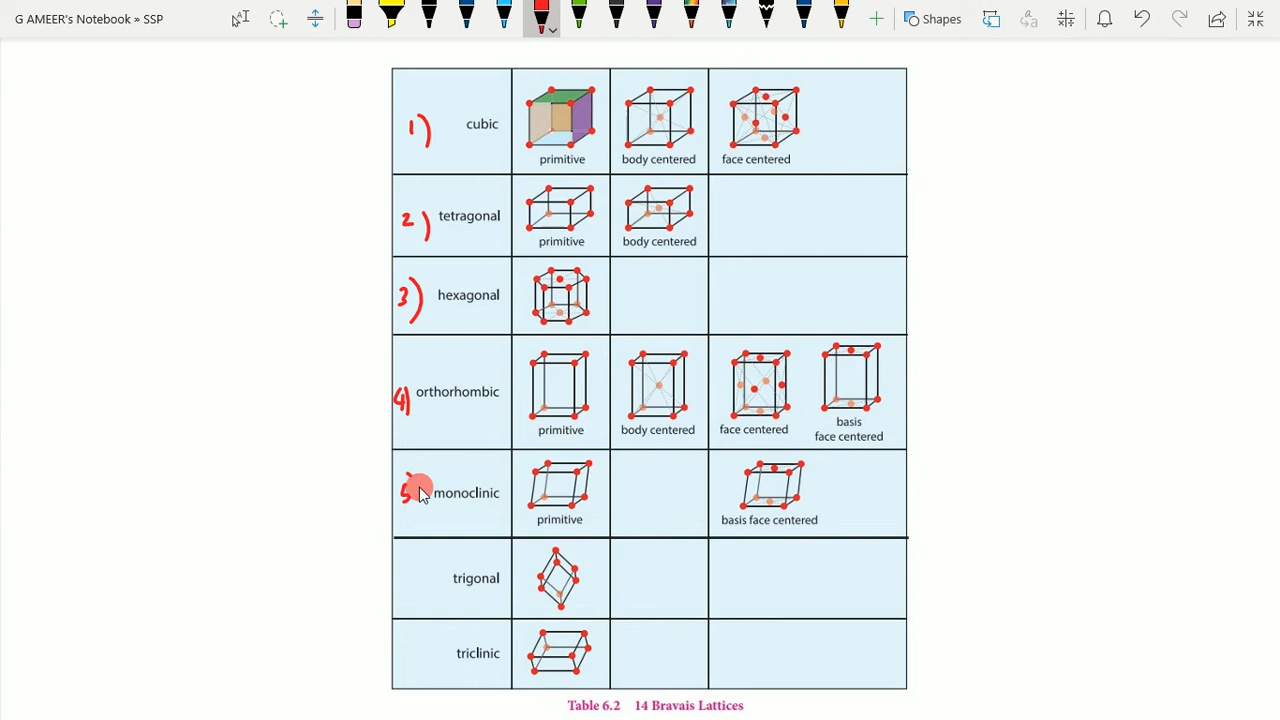 G AMEER's Notebook » SSP
Shapes
1) cubic
primitive
body centered
face centered
2) tetragonal
primitive
body centered
3) hexagonal
4) orthorhombic
primitive
body centered
face centered
basis
face centered
5 monoclinic
primitive
basis face centered
trigonal
triclinic
Table 6.2 14 Bravais Lattices